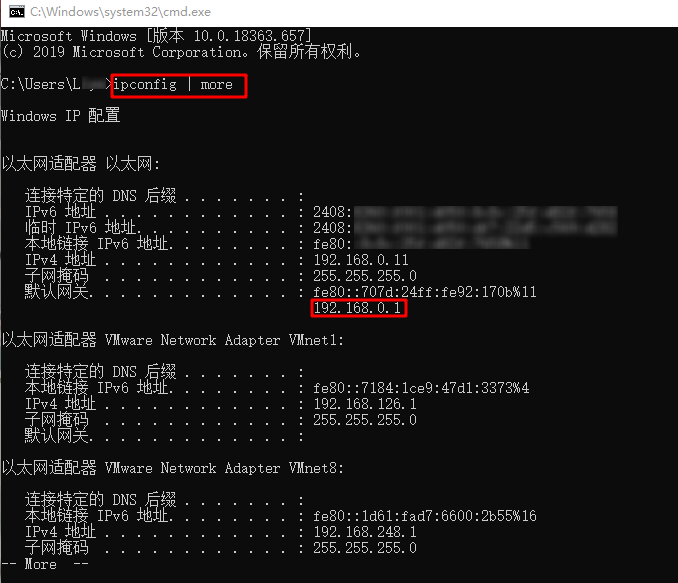 C:\Windows\system32\cmd.exe
Microsoft Windows [版本 10.0.18363.657]
(c) 2019 Microsoft Corporation。保留所有权利。
C:\Users\L>ipconfig | more
Windows IP 配置
以太网适配器 以太网:
连接特定的 DNS 后缀 . . . . . . . :
IPv6 地址 . . . . . . . . . . . . : 2408:
临时 IPv6 地址. . . . . . . . . . : 2408:
本地链接 IPv6 地址. . . . . . . . : fe80:
IPv4 地址 . . . . . . . . . . . . : 192.168.0.11
子网掩码  . . . . . . . . . . . . : 255.255.255.0
默认网关. . . . . . . . . . . . . : fe80::707d:24ff:fe92:170b%11
192.168.0.1
以太网适配器 VMware Network Adapter VMnet1:
连接特定的 DNS 后缀 . . . . . . . :
本地链接 IPv6 地址. . . . . . . . : fe80::7184:1ce9:47d1:3373%4
IPv4 地址 . . . . . . . . . . . . : 192.168.126.1
子网掩码  . . . . . . . . . . . . : 255.255.255.0
默认网关. . . . . . . . . . . . . :
以太网适配器 VMware Network Adapter VMnet8:
连接特定的 DNS 后缀 . . . . . . . :
本地链接 IPv6 地址. . . . . . . . : fe80::1d61:fad7:6600:2b55%16
IPv4 地址 . . . . . . . . . . . . : 192.168.248.1
子网掩码  . . . . . . . . . . . . : 255.255.255.0
-- More  --